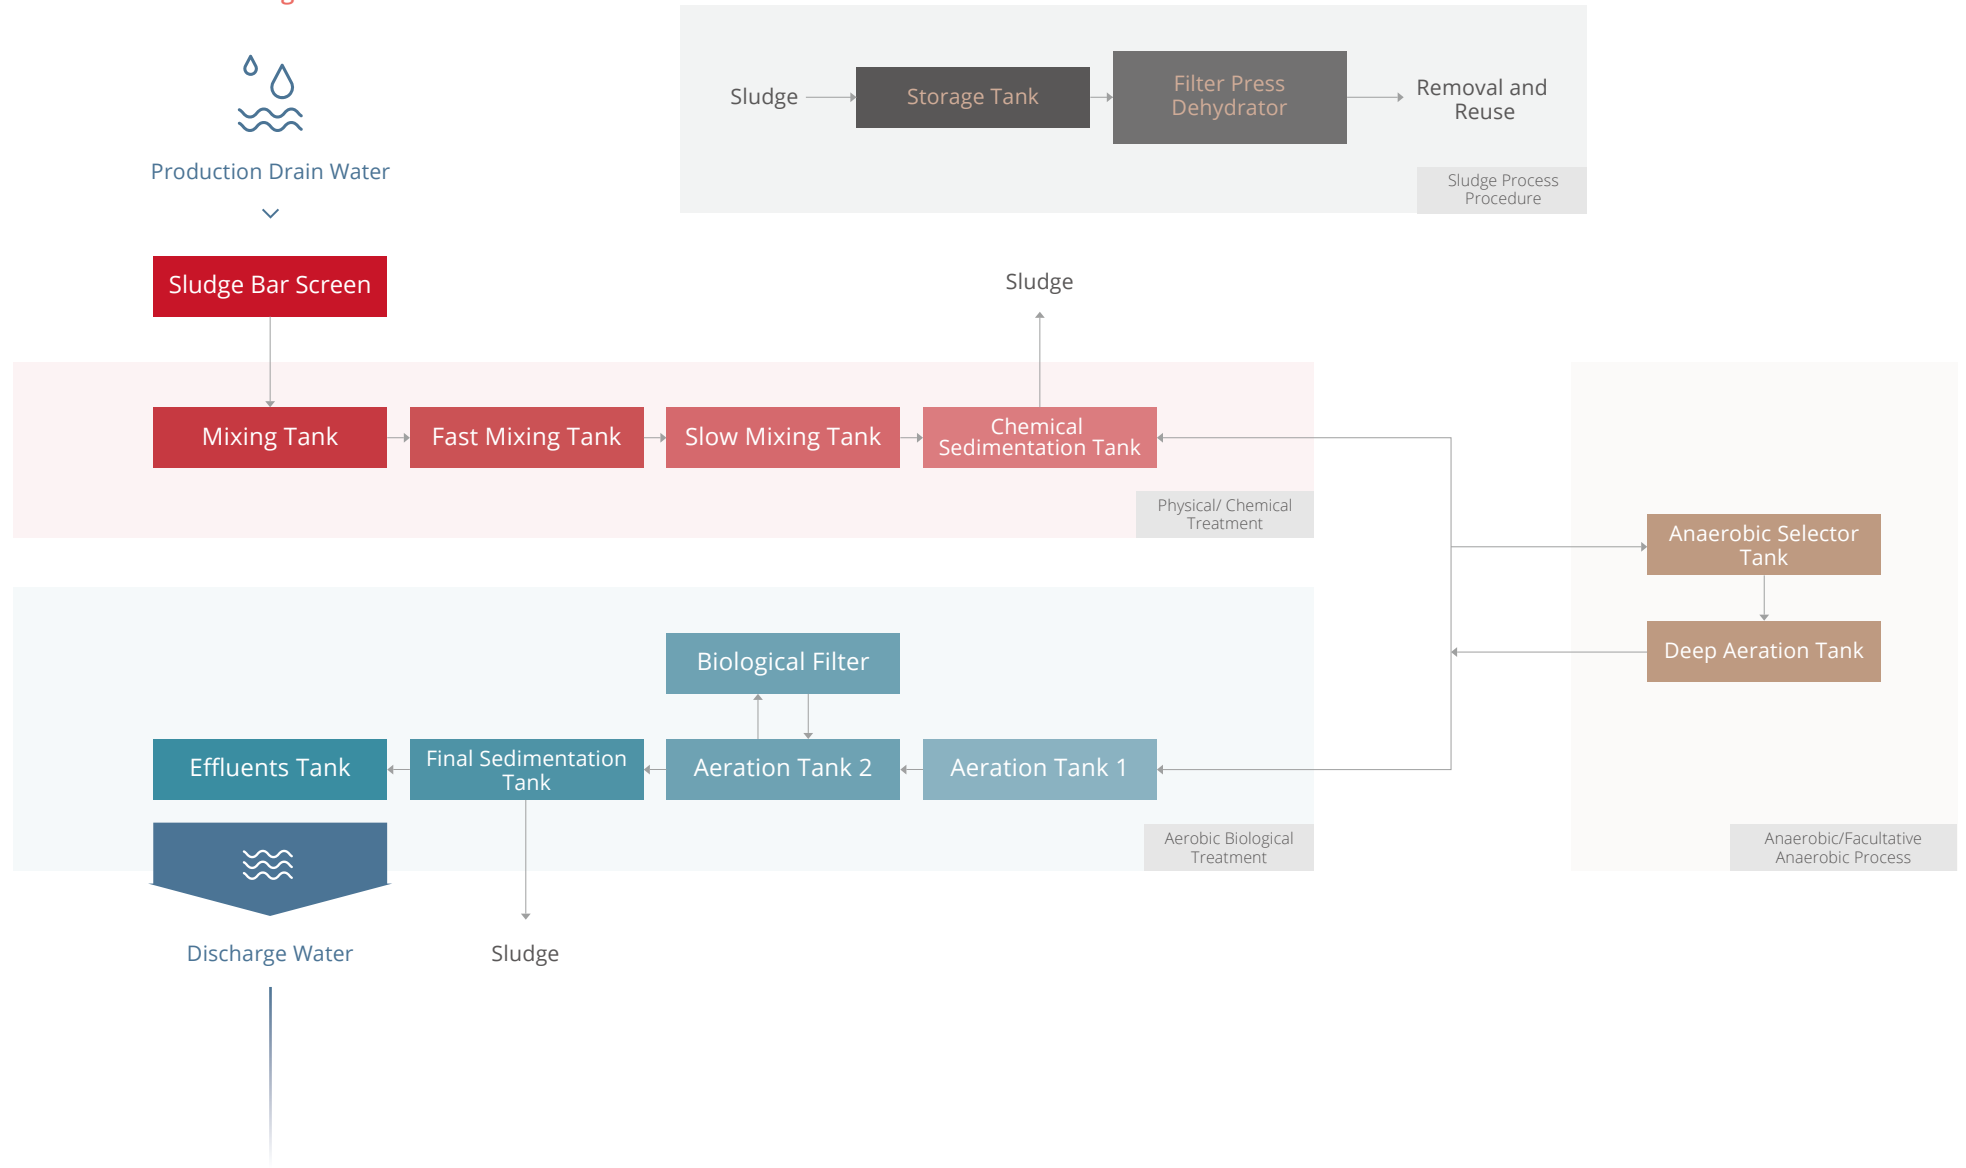 Sludge
Storage Tank
Filter Press
Dehydrator
Removal and
Reuse
Sludge Process
Procedure
Production Drain Water
Sludge Bar Screen
Sludge
Mixing Tank
Fast Mixing Tank
Slow Mixing Tank
Chemical
Sedimentation Tank
Physical/ Chemical
Treatment
Anaerobic Selector
Tank
Deep Aeration Tank
Anaerobic/Facultative
Anaerobic Process
Biological Filter
Effluents Tank
Final Sedimentation
Tank
Aeration Tank 2
Aeration Tank 1
Aerobic Biological
Treatment
Discharge Water
Sludge